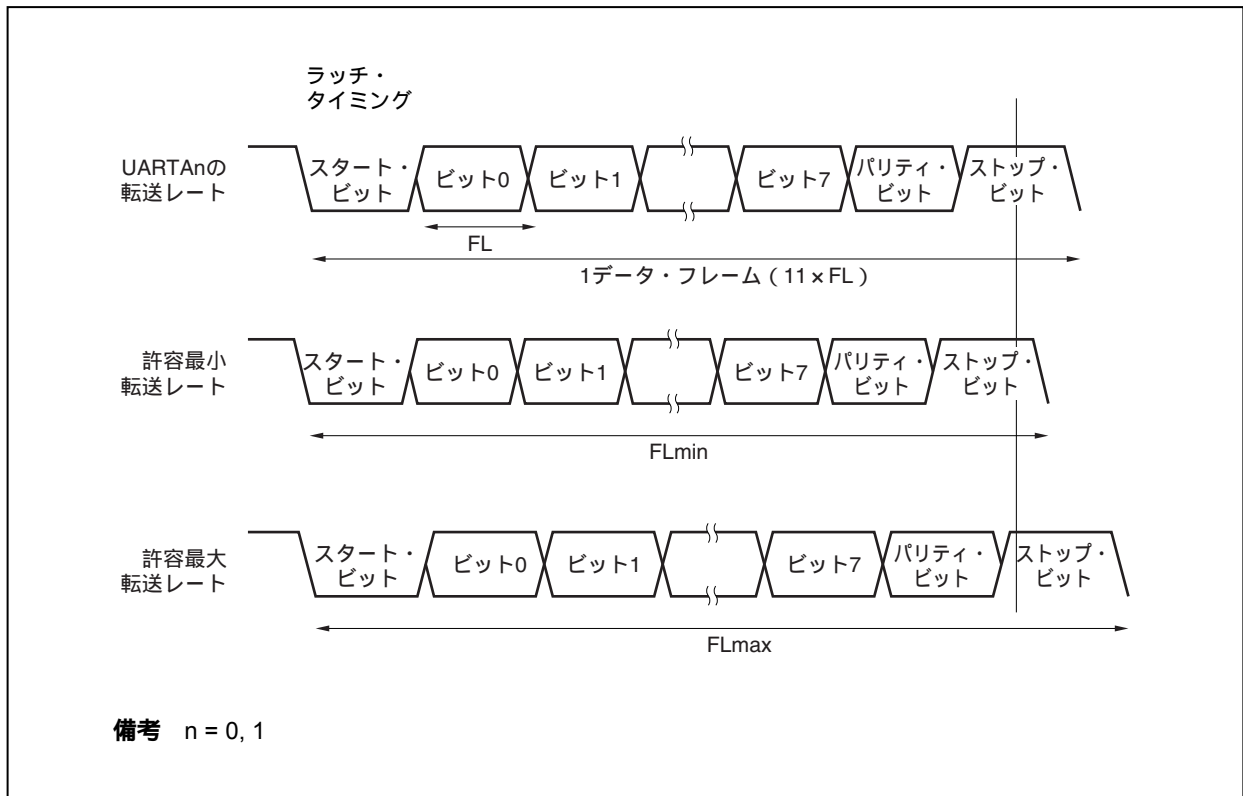 ラッチ・
タイミング
UARTAnの
転送レート
スタート・
ビット
ビット0
ビット1
ビット7
パリティ・
ビット
ストップ・
ビット
FL
1データ・フレーム（11×FL）
許容最小
転送レート
スタート・
ビット
ビット0
ビット1
ビット7
パリティ・
ビット
ストップ・
ビット
FLmin
許容最大
転送レート
スタート・
ビット
ビット0
ビット1
ビット7
パリティ・
ビット
ストップ・
ビット
FLmax
備考 n = 0, 1